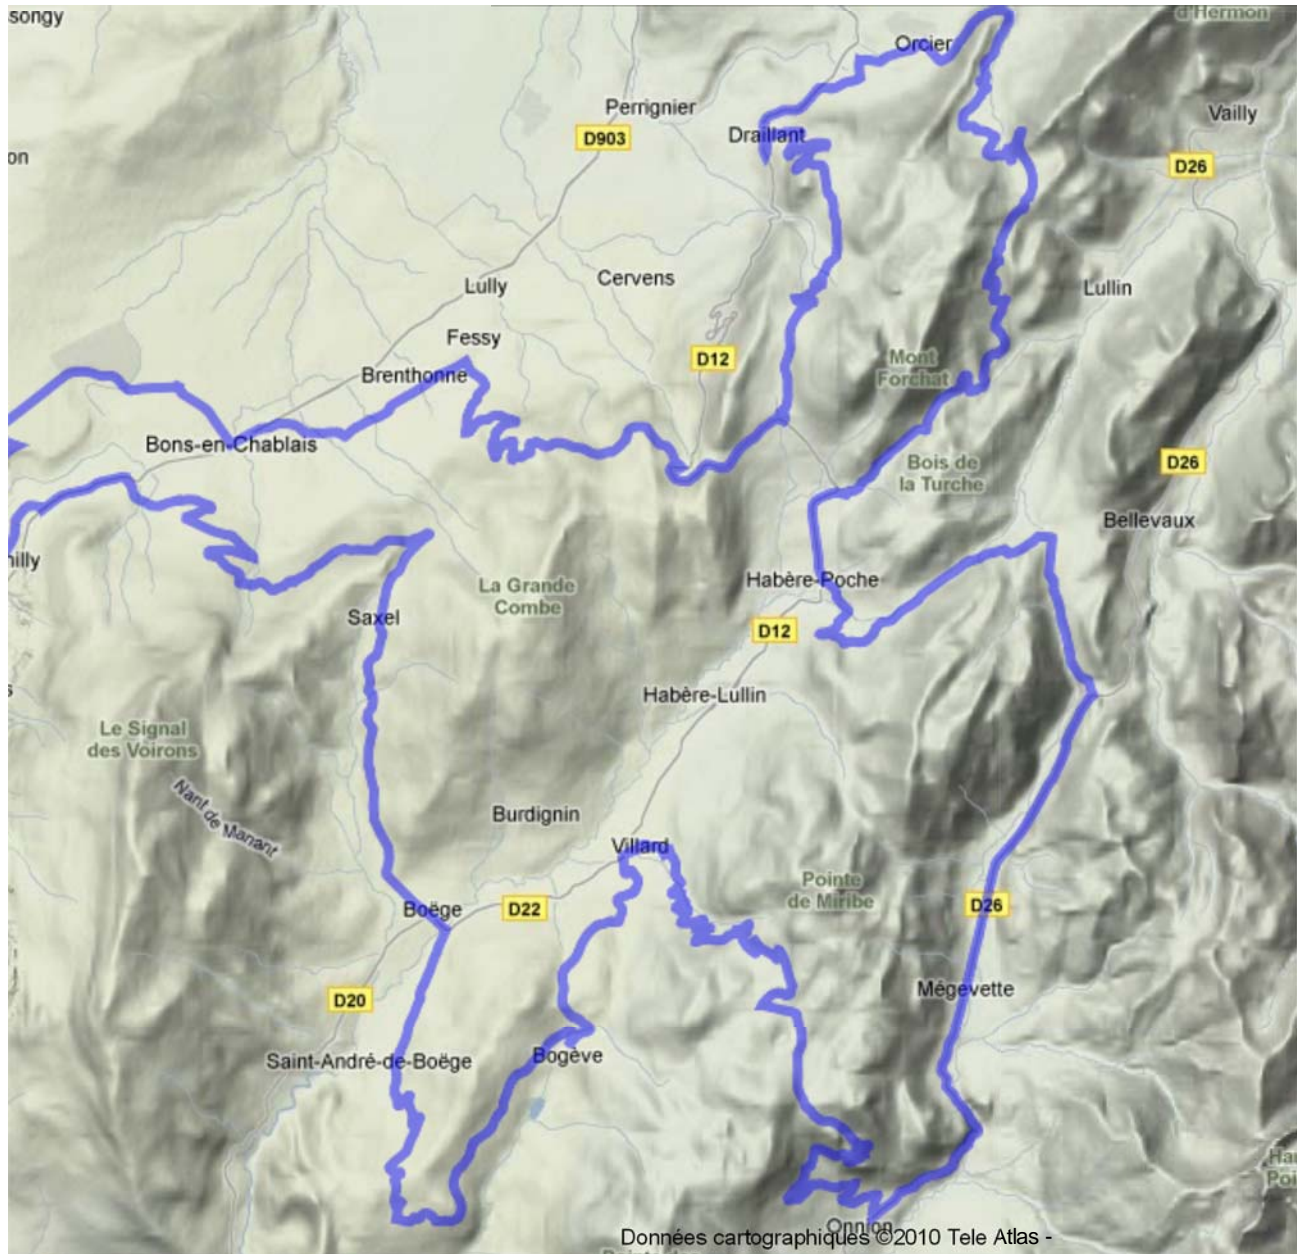 songy
d'Hermon
Orcier
Perrignier
Vailly
Draillant
D903
on
D26
Cervens
Lully
Lullin
Fessy
D12
Mont
Forchat
Brenthonne
Bons-en-Chablais
Bois de
la Turche
D26
Bellevaux
illy
La Grande
Combe
Habère-Poche
Saxel
D12
Habère-Lullin
Le Signal
des Voirons
Nant de Manant
Burdignin
Villard
Pointe
de Miribe
Boëge
D22
D26
Mégevette
D20
Bogève
Saint-André-de-Boëge
Onnion
Données cartographiques ©2010 Tele Atlas -